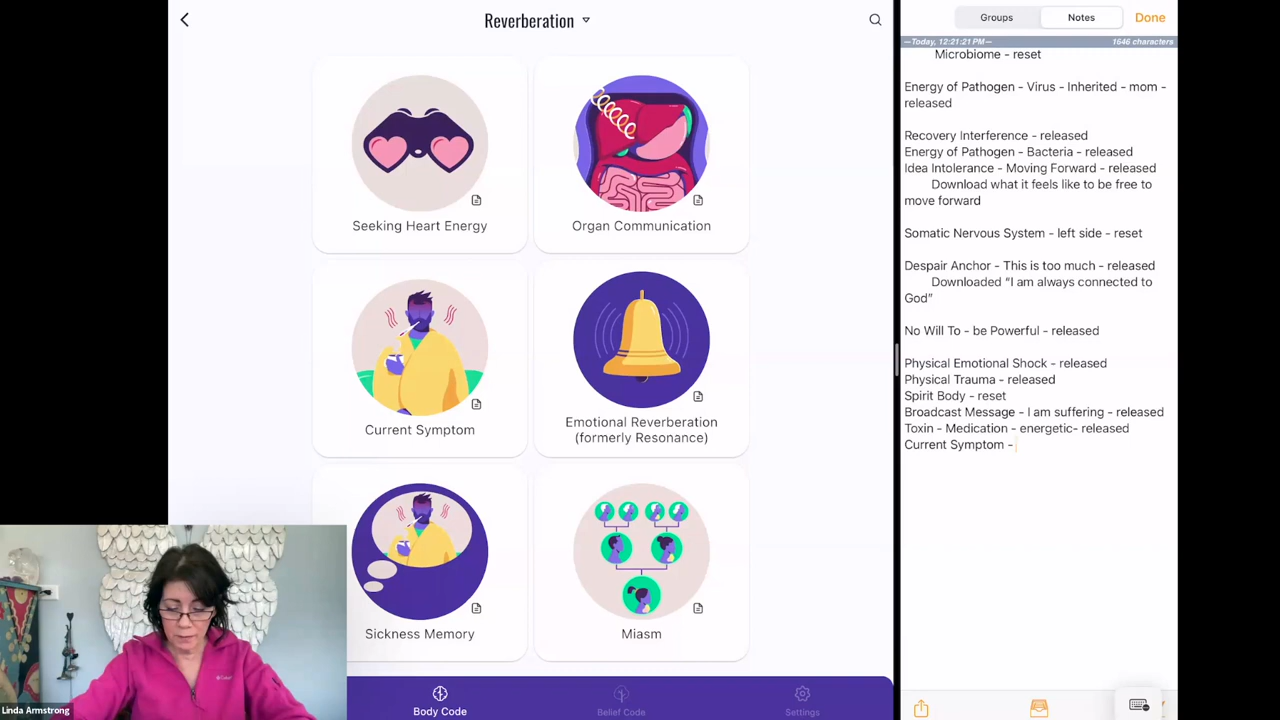 Reverberation
Seeking Heart Energy
Organ Communication
Current Symptom
Emotional Reverberation
(formerly Resonance)
Sickness Memory
Miasm
Body Code
Belief Code
Settings
Linda Armstrong
Groups
Notes
Done
—Today, 12:21:21 PM—
1646 characters
Microbiome - reset
Energy of Pathogen - Virus - Inherited - mom -
released
Recovery Interference - released
Energy of Pathogen - Bacteria - released
Idea Intolerance - Moving Forward - released
Download what it feels like to be free to
move forward
Somatic Nervous System - left side - reset
Despair Anchor - This is too much - released
Downloaded “I am always connected to
God”
No Will To - be Powerful - released
Physical Emotional Shock - released
Physical Trauma - released
Spirit Body - reset
Broadcast Message - I am suffering - released
Toxin - Medication - energetic- released
Current Symptom -